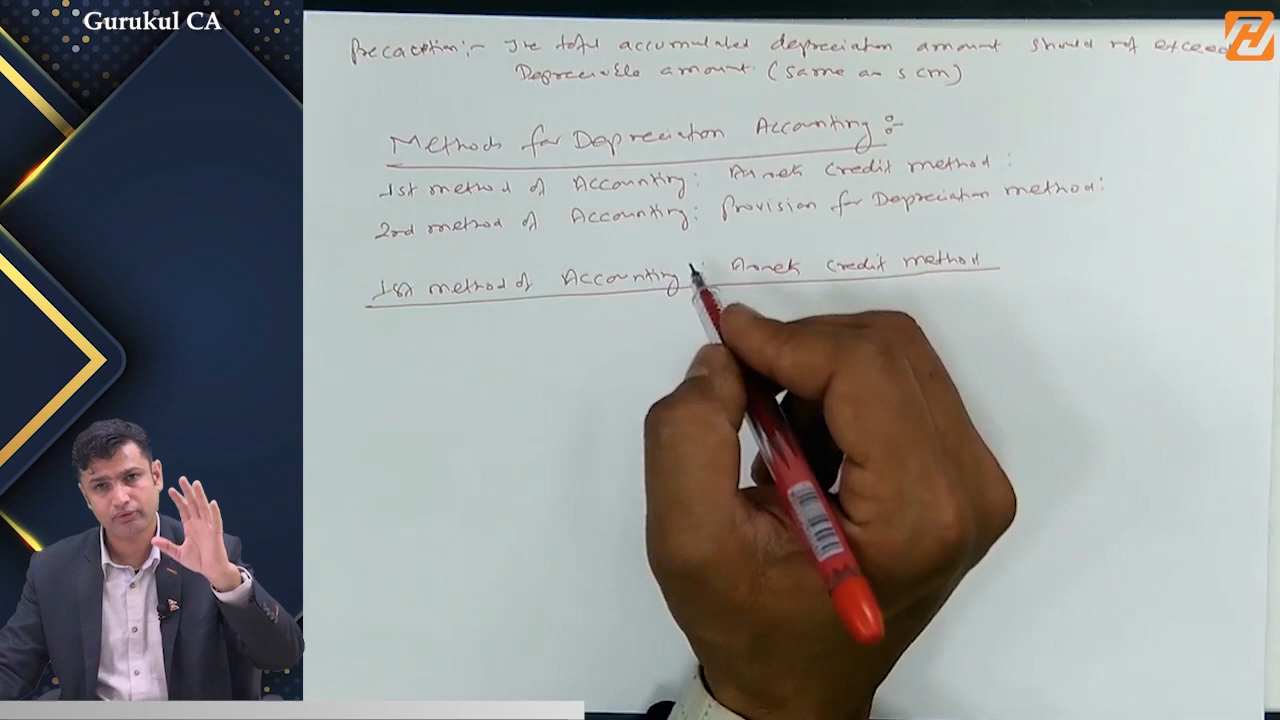 Gurukul CA
Precaution:- The total accumulated depreciation amount should not exceed
Depreciable amount. (same as SLM)
Methods for Depreciation Accounting :-
1st method of Accounting: Asset Credit method:
2nd method of Accounting: Provision for Depreciation method:
1st method of Accounting: Asset Credit method